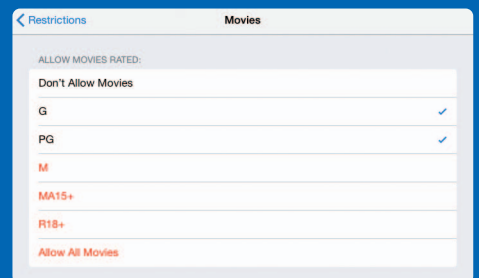 Restrictions
Movies
ALLOW MOVIES RATED:
Don't Allow Movies
G
PG
M
MA15+
R18+
Allow All Movies